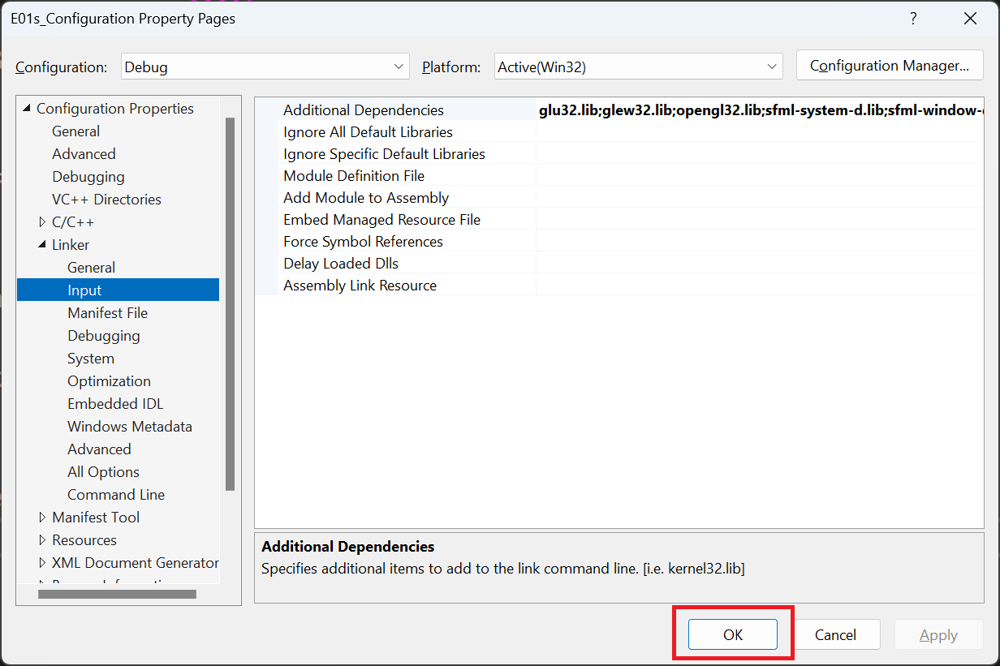 E01s_Configuration Property Pages ?
Configuration: Debug Platform: Active(Win32) Configuration Manager...
Configuration Properties
General
Advanced
Debugging
VC++ Directories
C/C++
Linker
General
Input
Manifest File
Debugging
System
Optimization
Embedded IDL
Windows Metadata
Advanced
All Options
Command Line
Manifest Tool
Resources
XML Document Generator
Additional Dependencies glu32.lib;glew32.lib;opengl32.lib;sfml-system-d.lib;sfml-window-
Ignore All Default Libraries
Ignore Specific Default Libraries
Module Definition File
Add Module to Assembly
Embed Managed Resource File
Force Symbol References
Delay Loaded Dlls
Assembly Link Resource
Additional Dependencies
Specifies additional items to add to the link command line. [i.e. kernel32.lib]
OK Cancel Apply